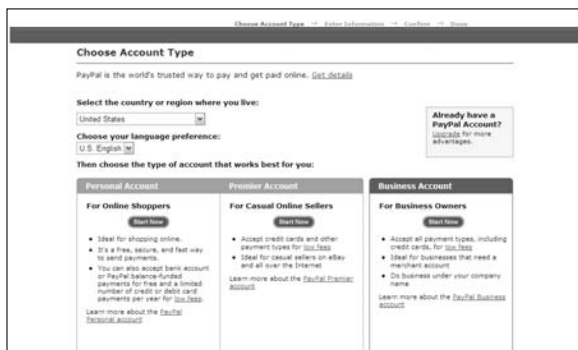 Choose Account Type → Enter Information → Confirm → Done
Choose Account Type
PayPal is the world's trusted way to pay and get paid online. Get details
Select the country or region where you live:
United States
Choose your language preference:
U.S. English
Already have a
PayPal Account?
Upgrade for more
advantages.
Then choose the type of account that works best for you:
Personal Account
For Online Shoppers
Start Now
• Ideal for shopping online.
• It's a free, secure, and fast way
to send payments.
• You can also accept bank account
or PayPal balance-funded
payments for free and a limited
number of credit or debit card
payments per year for low fees.
Learn more about the PayPal
Personal account
Premier Account
For Casual Online Sellers
Start Now
• Accept credit cards and other
payment types for low fees
• Ideal for casual sellers on eBay
and all over the Internet
Learn more about the PayPal Premier
account
Business Account
For Business Owners
Start Now
• Accept all payment types, including
credit cards, for low fees
• Ideal for businesses that need a
merchant account
• Do business under your company
name
Learn more about the PayPal Business
account